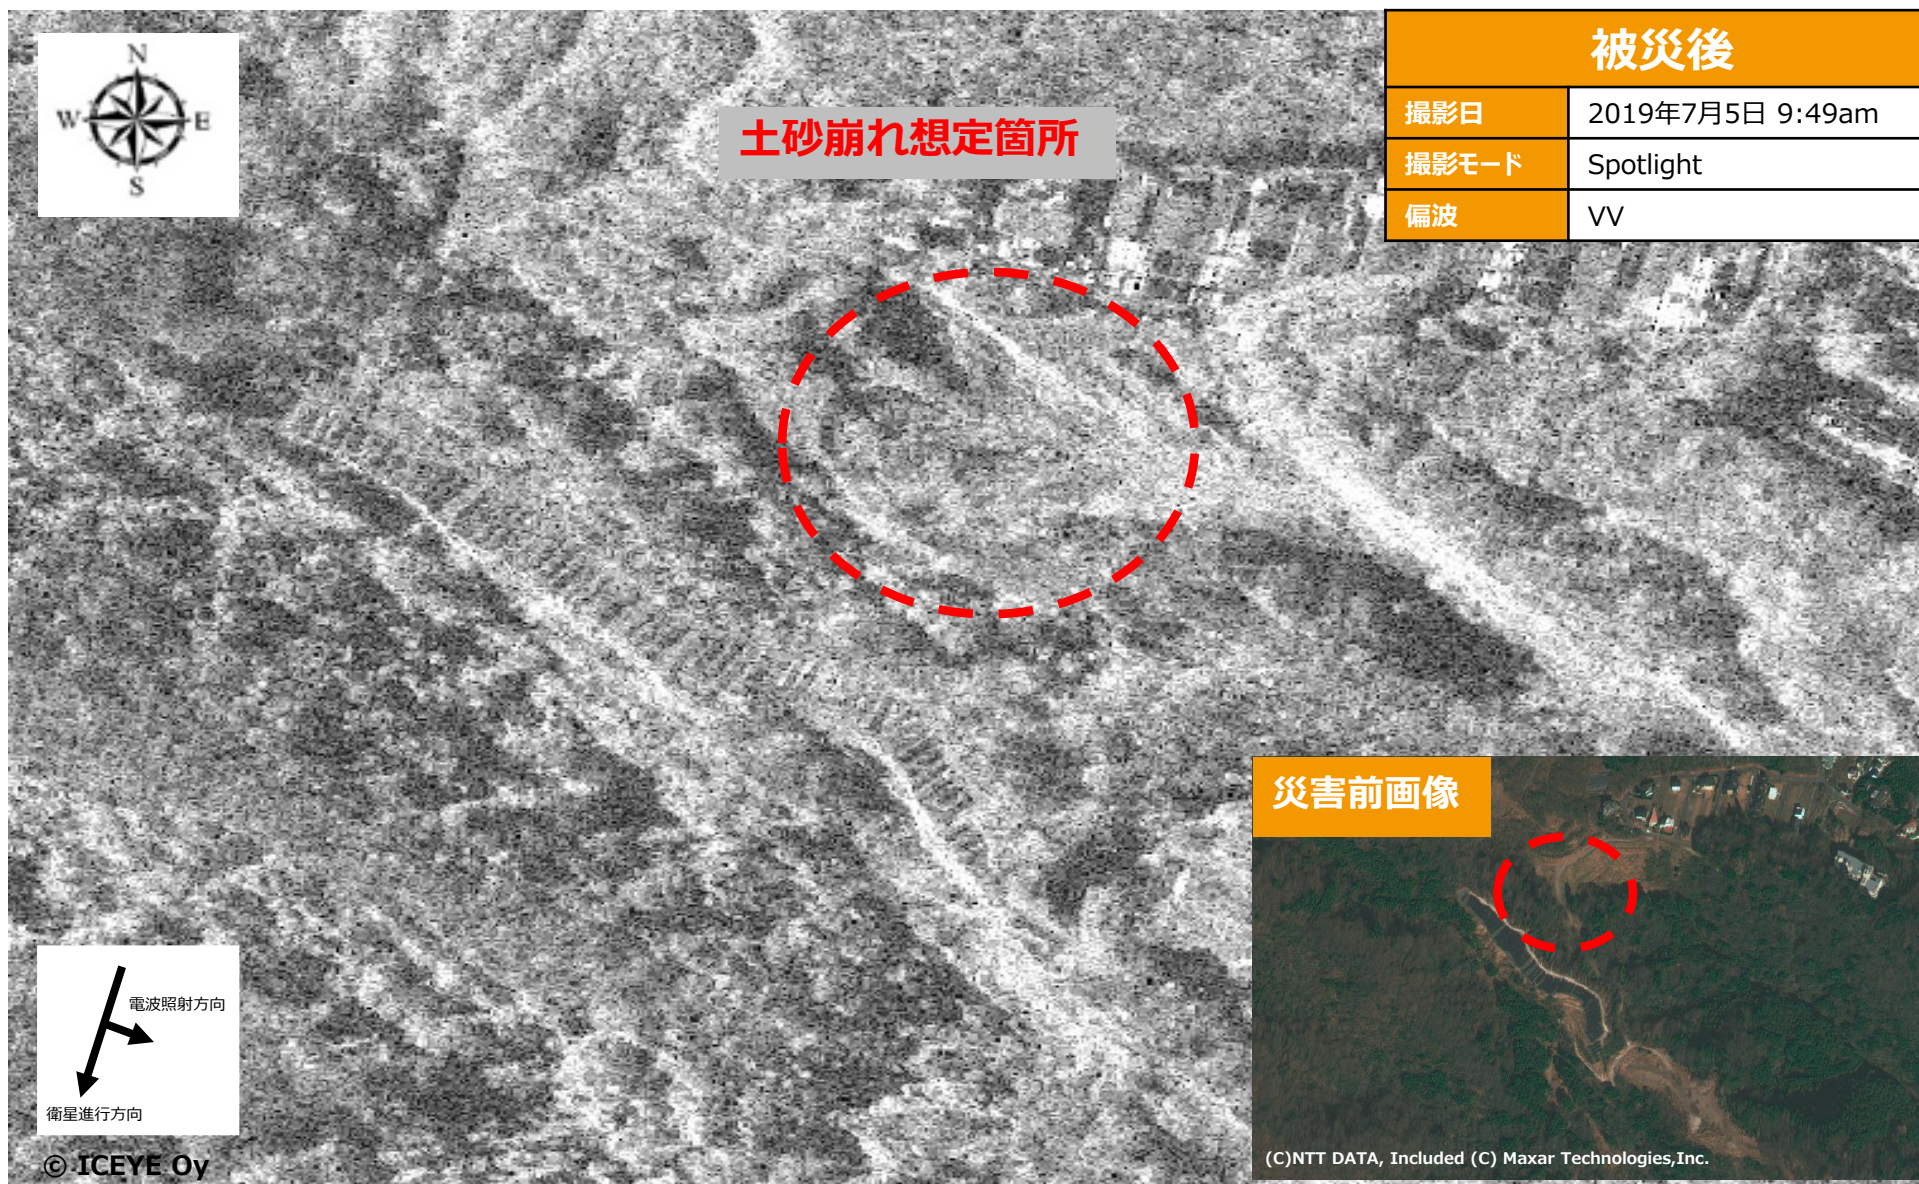 N
W
E
S
土砂崩れ想定箇所
被災後
撮影日 2019年7月5日 9:49am
撮影モード Spotlight
偏波 VV
電波照射方向
衛星進行方向
© ICEYE Oy
災害前画像
(C)NTT DATA, Included (C) Maxar Technologies,Inc.